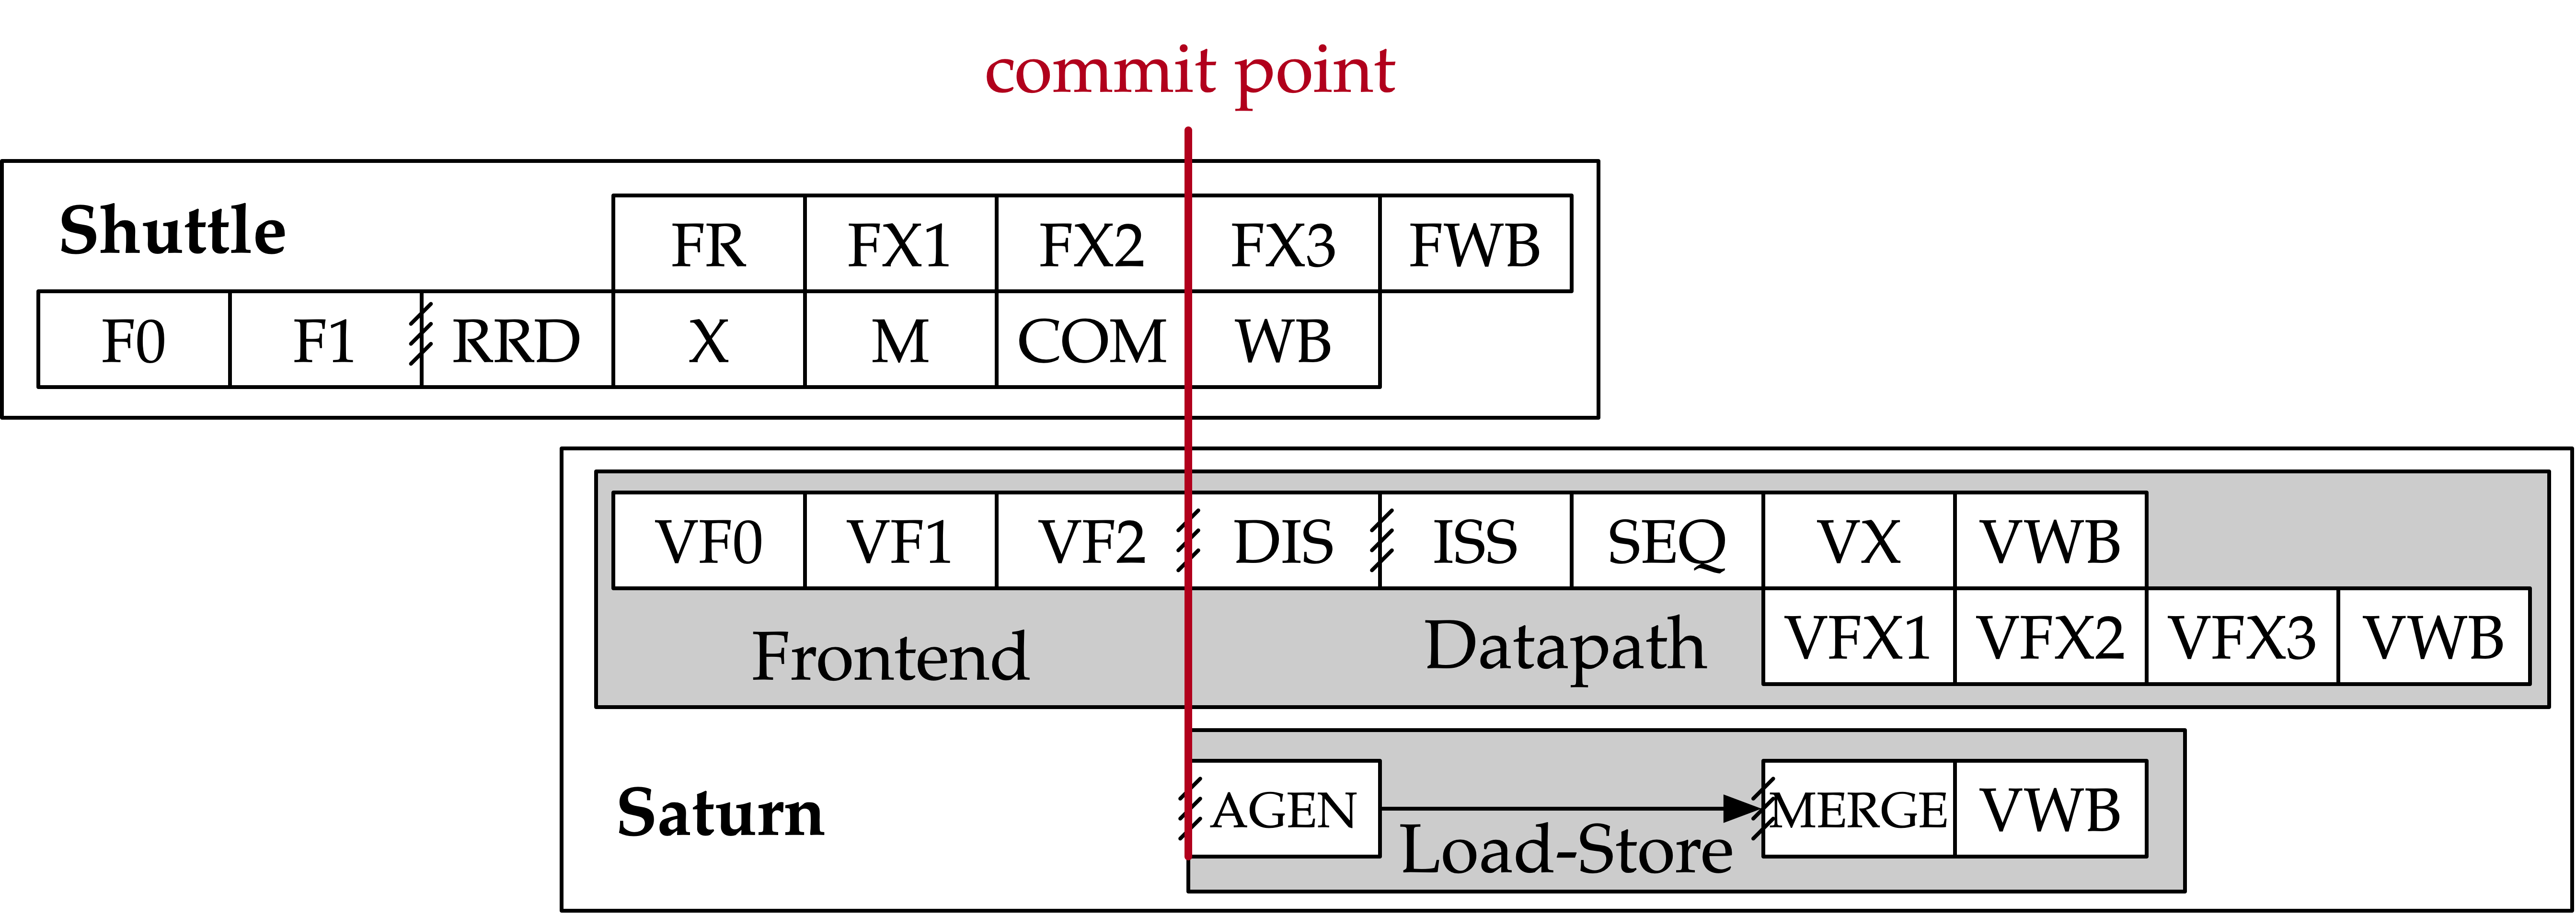 commit point
Shuttle
FR FX1 FX2 FX3 FWB
F0 F1 RRD X M COM WB
VF0 VF1 VF2 DIS ISS SEQ VX VWB
Frontend Datapath VFX1 VFX2 VFX3 VWB
Saturn AGEN MERGE VWB
Load-Store